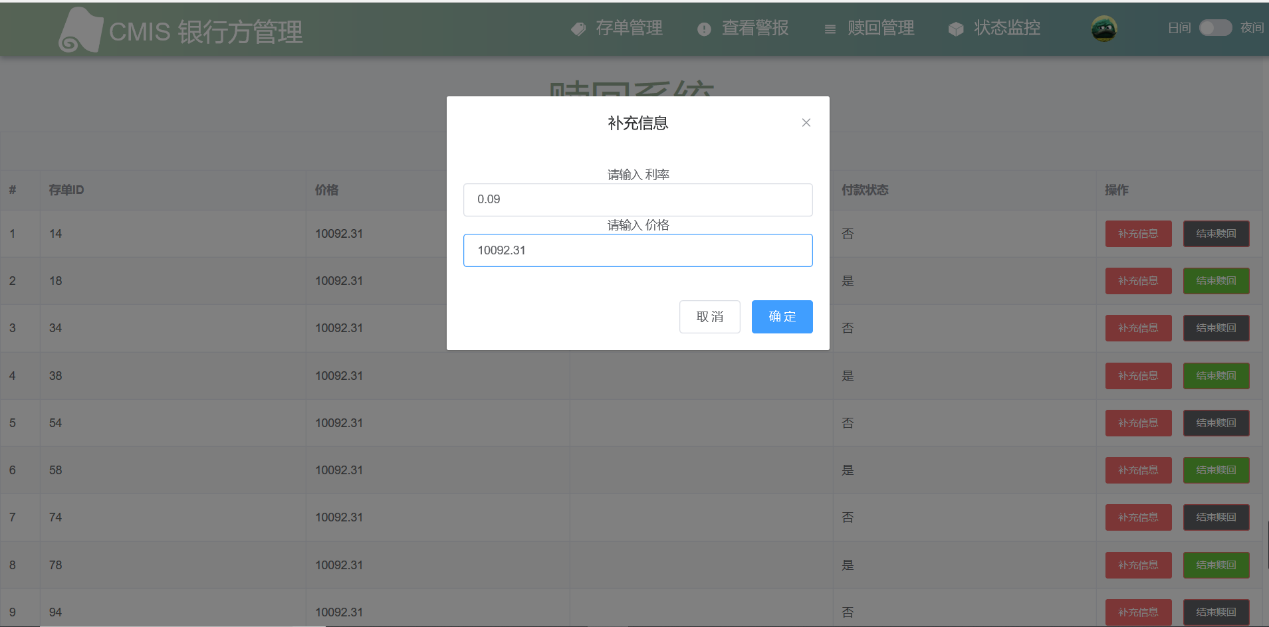 CMIS 银行方管理 存单管理 查看警报 赎回管理 状态监控 日间 夜间
赎回系统
补充信息
请输入 利率
0.09
请输入 价格
10092.31
取 消 确 定
# 存单ID 价格 付款状态 操作
1 14 10092.31 否 补充信息 结束赎回
2 18 10092.31 是 补充信息 结束赎回
3 34 10092.31 否 补充信息 结束赎回
4 38 10092.31 是 补充信息 结束赎回
5 54 10092.31 否 补充信息 结束赎回
6 58 10092.31 是 补充信息 结束赎回
7 74 10092.31 否 补充信息 结束赎回
8 78 10092.31 是 补充信息 结束赎回
9 94 10092.31 否 补充信息 结束赎回